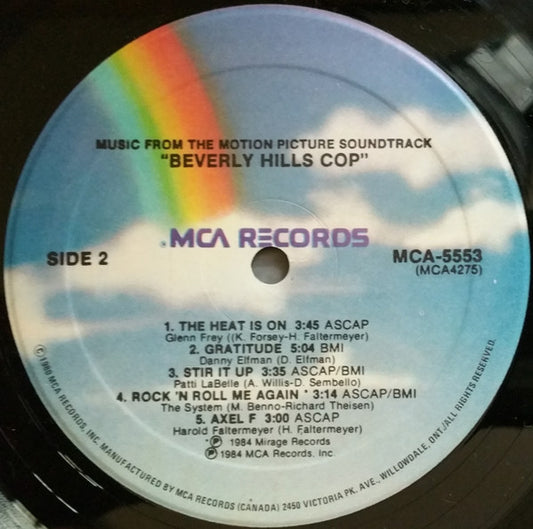 MUSIC FROM THE MOTION PICTURE SOUNDTRACK
"BEVERLY HILLS COP"
®MCA RECORDS
SIDE 2
MCA-5553
(MCA4275)
1. THE HEAT IS ON 3:45 ASCAP
Glenn Frey ((K. Forsey-H. Faltermeyer)
2. GRATITUDE 5:04 BMI
Danny Elfman (D. Elfman)
3. STIR IT UP 3:35 ASCAP/BMI
Patti LaBelle (A. Willis-D. Sembello)
4. ROCK 'N ROLL ME AGAIN * 3:14 ASCAP/BMI
The System (M. Benno-Richard Theisen)
5. AXEL F 3:00 ASCAP
Harold Faltermeyer (H. Faltermeyer)
*℗ 1984 Mirage Records
℗ 1984 MCA Records, Inc.
©1980 MCA RECORDS, INC. MANUFACTURED BY MCA RECORDS (CANADA) 2450 VICTORIA PK. AVE., WILLOWDALE, ONT./ALL RIGHTS RESERVED.